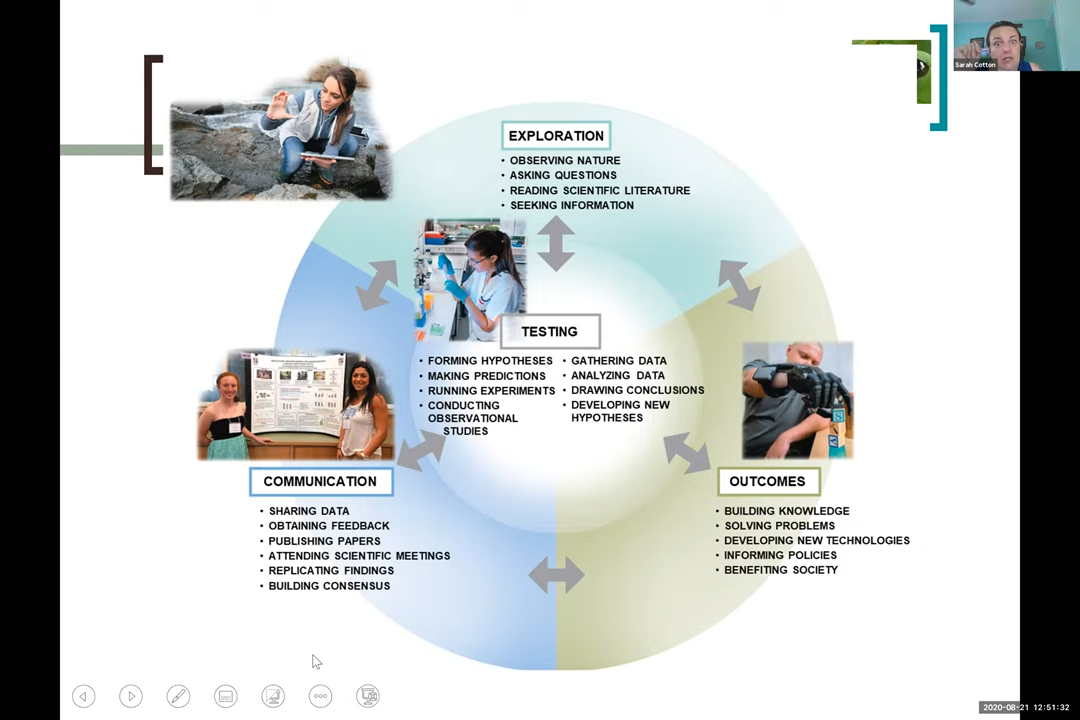 Sarah Cotton
EXPLORATION
• OBSERVING NATURE
• ASKING QUESTIONS
• READING SCIENTIFIC LITERATURE
• SEEKING INFORMATION
TESTING
• FORMING HYPOTHESES
• MAKING PREDICTIONS
• RUNNING EXPERIMENTS
• CONDUCTING
OBSERVATIONAL
STUDIES
• GATHERING DATA
• ANALYZING DATA
• DRAWING CONCLUSIONS
• DEVELOPING NEW
HYPOTHESES
COMMUNICATION
• SHARING DATA
• OBTAINING FEEDBACK
• PUBLISHING PAPERS
• ATTENDING SCIENTIFIC MEETINGS
• REPLICATING FINDINGS
• BUILDING CONSENSUS
OUTCOMES
• BUILDING KNOWLEDGE
• SOLVING PROBLEMS
• DEVELOPING NEW TECHNOLOGIES
• INFORMING POLICIES
• BENEFITING SOCIETY
2020-08-21 12:51:32